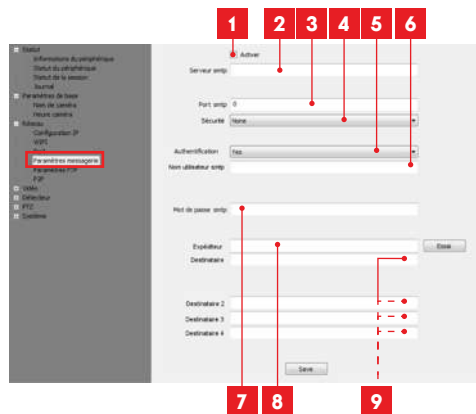 1 2 3 4 5 6
Statut
Informations du périphérique
Statut du périphérique
Statut de la session
Journal
Paramètres de base
Nom de caméra
Heure caméra
Réseau
Configuration IP
WIFI
Paramètres messagerie
Paramètres FTP
P2P
Vidéo
Détecteur
PTZ
Système
Activer
Serveur smtp
Port smtp 0
Sécurité None
Authentification Yes
Nom utilisateur smtp
Mot de passe smtp
Expéditeur Essai
Destinataire
Destinataire 2
Destinataire 3
Destinataire 4
Save
7 8 9